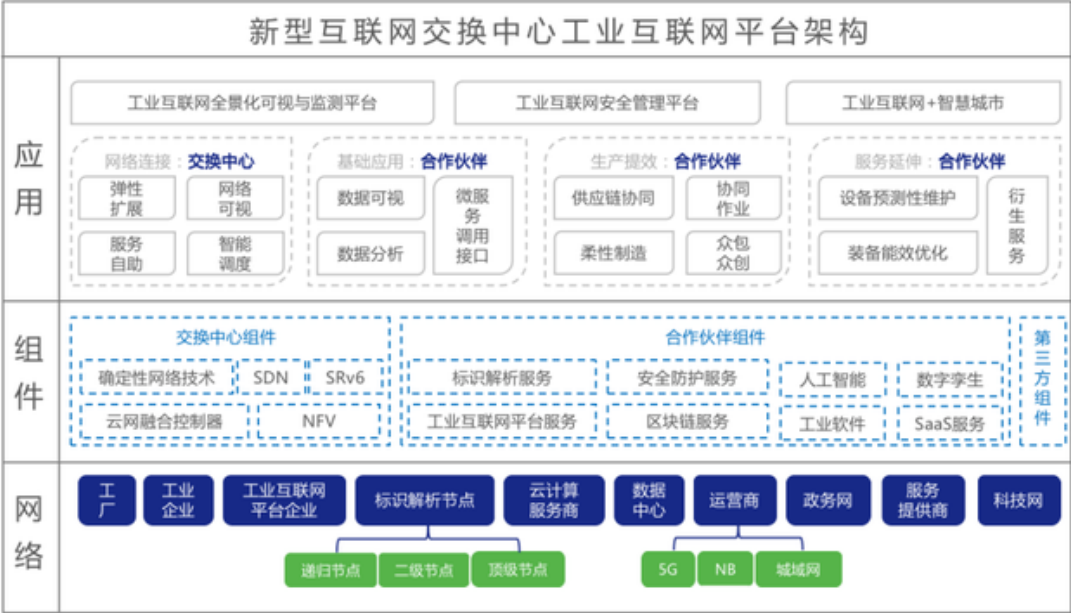 新型互联网交换中心工业互联网平台架构
应用
工业互联网全景化可视与监测平台
工业互联网安全管理平台
工业互联网+智慧城市
网络连接：交换中心
弹性
扩展
网络
可视
服务
自助
智能
调度
基础应用：合作伙伴
数据可视
数据分析
微服
务
调用
接口
生产提效：合作伙伴
供应链协同
协同
作业
柔性制造
众包
众创
服务延伸：合作伙伴
设备预测性维护
装备能效优化
衍
生
服
务
组件
交换中心组件
确定性网络技术
SDN
SRv6
云网融合控制器
NFV
合作伙伴组件
标识解析服务
安全防护服务
人工智能
数字孪生
工业互联网平台服务
区块链服务
工业软件
SaaS服务
第
三
方
组
件
网络
工
厂
工业
企业
工业互联网
平台企业
标识解析节点
云计算
服务商
数据
中心
运营商
政务网
服务
提供商
科技网
递归节点
二级节点
顶级节点
5G
NB
城域网